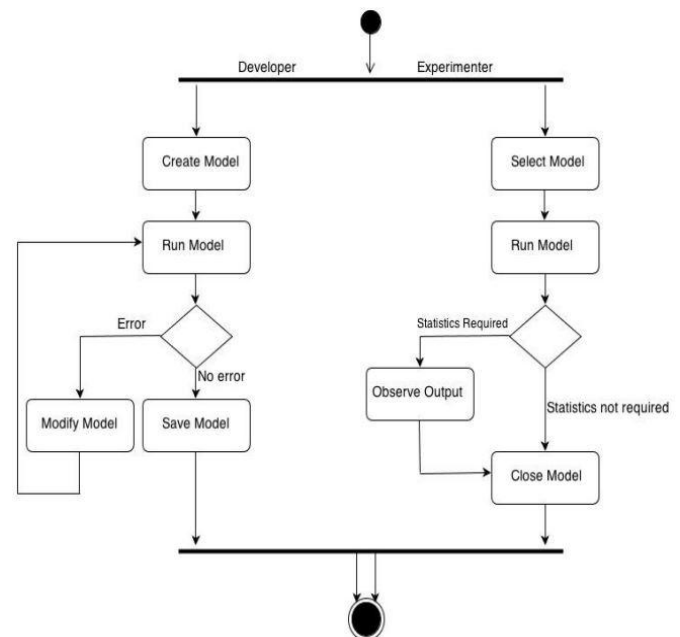 Developer
Experimenter
Create Model
Select Model
Run Model
Run Model
Error
No error
Statistics Required
Modify Model
Save Model
Observe Output
Statistics not required
Close Model